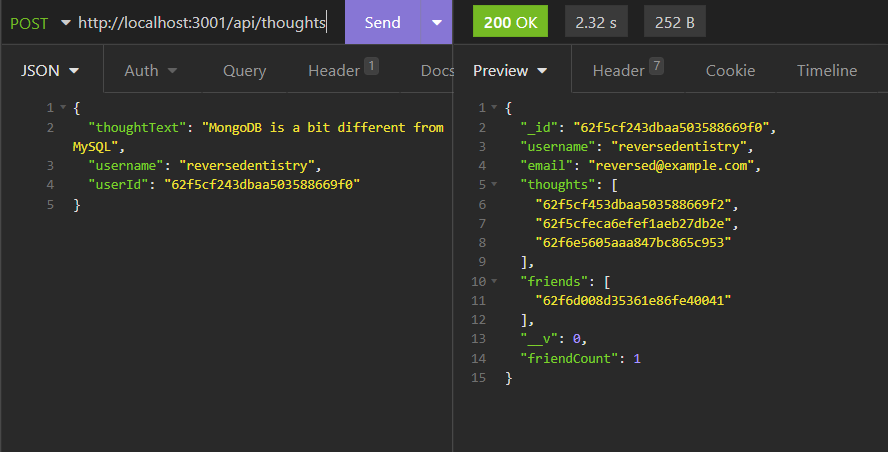 POST http://localhost:3001/api/thoughts Send
200 OK 2.32 s 252 B
JSON Auth Query Header 1 Docs
1 {
2 "thoughtText": "MongoDB is a bit different from
MySQL",
3 "username": "reversedentistry",
4 "userId": "62f5cf243dbaa503588669f0"
5 }
Preview Header 7 Cookie Timeline
1 {
2 "_id": "62f5cf243dbaa503588669f0",
3 "username": "reversedentistry",
4 "email": "reversed@example.com",
5 "thoughts": [
6 "62f5cf453dbaa503588669f2",
7 "62f5cfeca6efef1aeb27db2e",
8 "62f6e5605aaa847bc865c953"
9 ],
10 "friends": [
11 "62f6d008d35361e86fe40041"
12 ],
13 "__v": 0,
14 "friendCount": 1
15 }